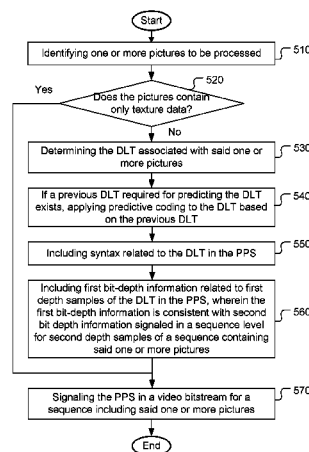 Start
Identifying one or more pictures to be processed
510
520
Yes
Does the pictures contain
only texture data?
No
Determining the DLT associated with said one or
more pictures
530
If a previous DLT required for predicting the DLT
exists, applying predictive coding to the DLT based
on the previous DLT
540
Including syntax related to the DLT in the PPS
550
Including first bit-depth information related to first
depth samples of the DLT in the PPS, wherein the
first bit-depth information is consistent with second
bit depth information signaled in a sequence level
for second depth samples of a sequence containing
said one or more pictures
560
Signaling the PPS in a video bitstream for a
sequence including said one or more pictures
570
End